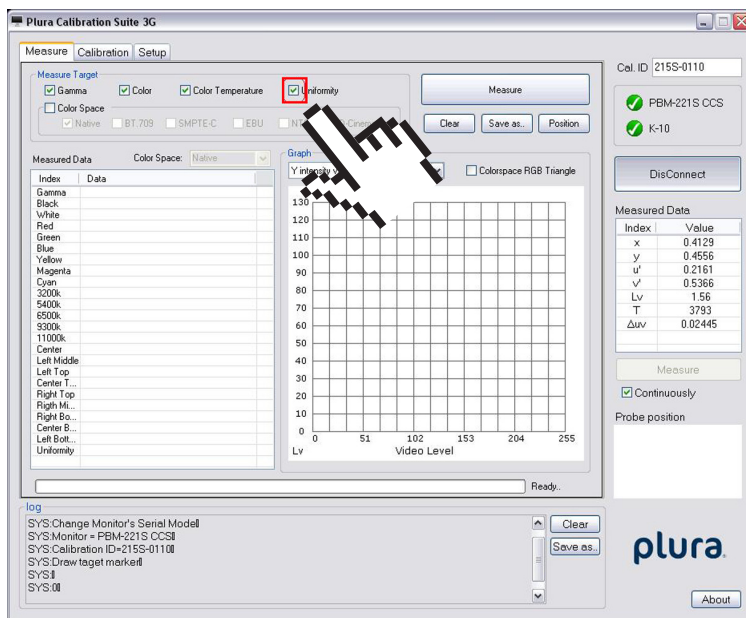 Plura Calibration Suite 3G
Measure Calibration Setup
Measure Target
Gamma Color Color Temperature Uniformity
Color Space
Native BT.709 SMPTE-C EBU
Measure
Clear Save as.. Position
Measured Data Color Space: Native
Index Data
Gamma
Black
White
Red
Green
Blue
Yellow
Magenta
Cyan
3200k
5400k
6500k
9300k
11000k
Center
Left Middle
Left Top
Center T...
Right Top
Rigth Mi...
Right Bo...
Center B...
Left Bott...
Uniformity
Graph
Y intensity
Colorspace RGB Triangle
130
120
110
100
90
80
70
60
50
40
30
20
10
0
0 51 102 153 204 255
Lv Video Level
Ready..
log
SYS:Change Monitor's Serial Model
SYS:Monitor = PBM-221S CCS
SYS:Calibration ID=215S-0110
SYS:Draw taget marker
SYS:
SYS:0
Clear
Save as..
Cal. ID 215S-0110
PBM-221S CCS
K-10
DisConnect
Measured Data
Index Value
x 0.4129
y 0.4556
u' 0.2161
v' 0.5366
Lv 1.56
T 3793
Δuv 0.02445
Measure
Continuously
Probe position
plura
About